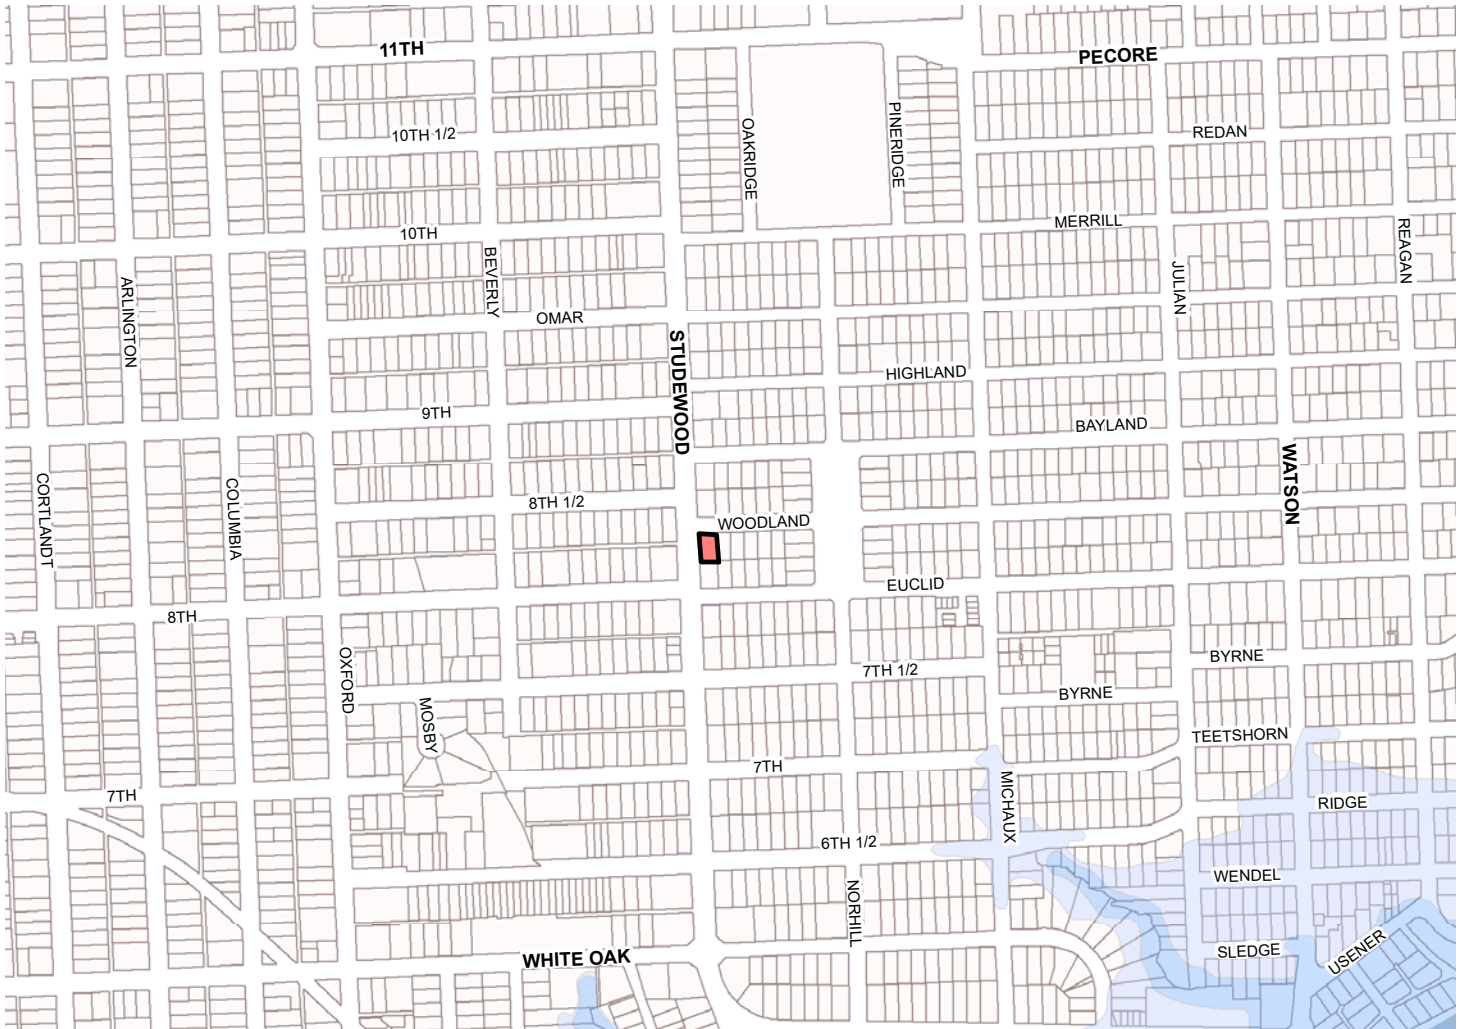 11TH
PECORE
10TH 1/2
OAKRIDGE
PINERIDGE
REDAN
10TH
MERRILL
REAGAN
ARLINGTON
BEVERLY
JULIAN
OMAR
STUDEWOOD
HIGHLAND
9TH
BAYLAND
WATSON
CORTLANDT
COLUMBIA
8TH 1/2
WOODLAND
EUCLID
8TH
OXFORD
BYRNE
7TH 1/2
BYRNE
MOSBY
TEETSHORN
7TH
MICHAUX
7TH
RIDGE
6TH 1/2
WENDEL
NORHILL
WHITE OAK
SLEDGE
USENER